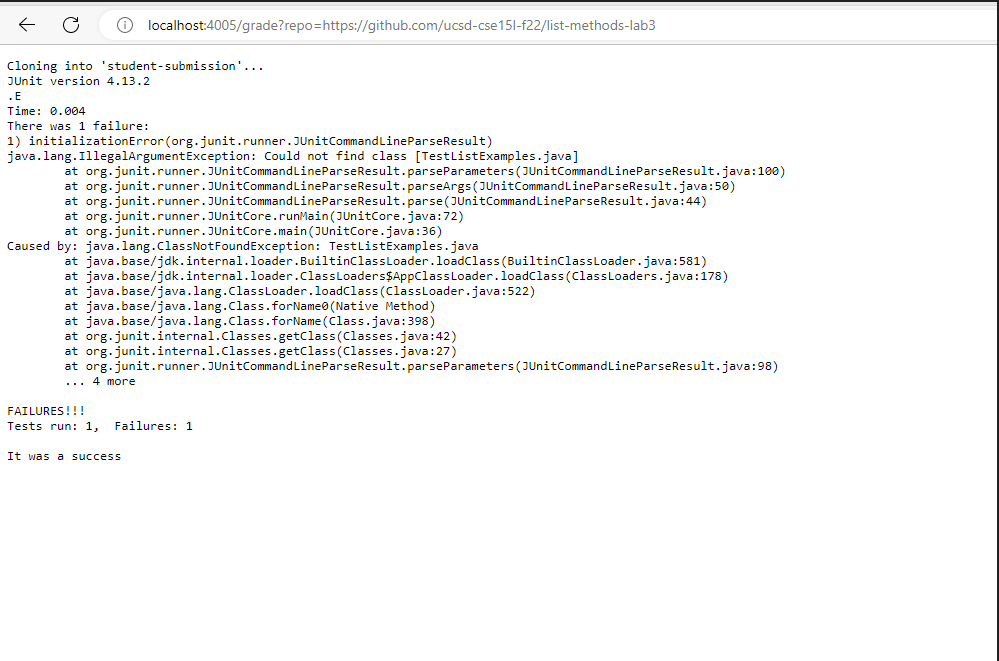 localhost:4005/grade?repo=https://github.com/ucsd-cse15l-f22/list-methods-lab3
Cloning into 'student-submission'...
JUnit version 4.13.2
.E
Time: 0.004
There was 1 failure:
1) initializationError(org.junit.runner.JUnitCommandLineParseResult)
java.lang.IllegalArgumentException: Could not find class [TestListExamples.java]
        at org.junit.runner.JUnitCommandLineParseResult.parseParameters(JUnitCommandLineParseResult.java:100)
        at org.junit.runner.JUnitCommandLineParseResult.parseArgs(JUnitCommandLineParseResult.java:50)
        at org.junit.runner.JUnitCommandLineParseResult.parse(JUnitCommandLineParseResult.java:44)
        at org.junit.runner.JUnitCore.runMain(JUnitCore.java:72)
        at org.junit.runner.JUnitCore.main(JUnitCore.java:36)
Caused by: java.lang.ClassNotFoundException: TestListExamples.java
        at java.base/jdk.internal.loader.BuiltinClassLoader.loadClass(BuiltinClassLoader.java:581)
        at java.base/jdk.internal.loader.ClassLoaders$AppClassLoader.loadClass(ClassLoaders.java:178)
        at java.base/java.lang.ClassLoader.loadClass(ClassLoader.java:522)
        at java.base/java.lang.Class.forName0(Native Method)
        at java.base/java.lang.Class.forName(Class.java:398)
        at org.junit.internal.Classes.getClass(Classes.java:42)
        at org.junit.internal.Classes.getClass(Classes.java:27)
        at org.junit.runner.JUnitCommandLineParseResult.parseParameters(JUnitCommandLineParseResult.java:98)
        ... 4 more
FAILURES!!!
Tests run: 1,  Failures: 1
It was a success